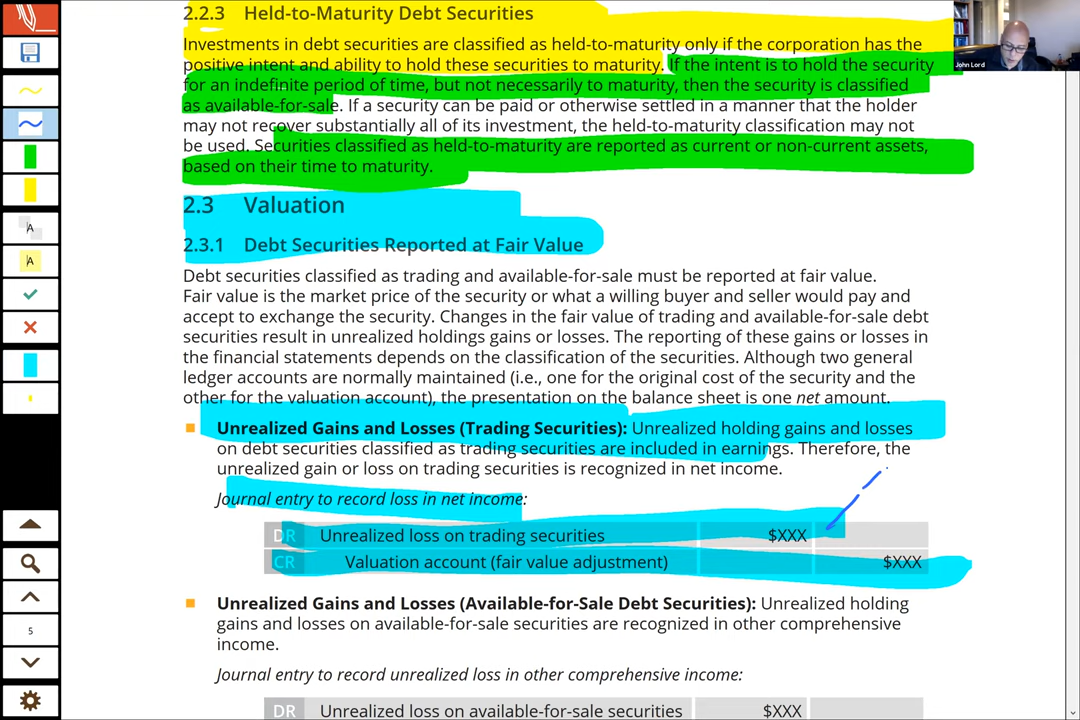 2.2.3 Held-to-Maturity Debt Securities
John Lord
Investments in debt securities are classified as held-to-maturity only if the corporation has the
positive intent and ability to hold these securities to maturity. If the intent is to hold the security
for an indefinite period of time, but not necessarily to maturity, then the security is classified
as available-for-sale. If a security can be paid or otherwise settled in a manner that the holder
may not recover substantially all of its investment, the held-to-maturity classification may not
be used. Securities classified as held-to-maturity are reported as current or non-current assets,
based on their time to maturity.
2.3 Valuation
2.3.1 Debt Securities Reported at Fair Value
Debt securities classified as trading and available-for-sale must be reported at fair value.
Fair value is the market price of the security or what a willing buyer and seller would pay and
accept to exchange the security. Changes in the fair value of trading and available-for-sale debt
securities result in unrealized holdings gains or losses. The reporting of these gains or losses in
the financial statements depends on the classification of the securities. Although two general
ledger accounts are normally maintained (i.e., one for the original cost of the security and the
other for the valuation account), the presentation on the balance sheet is one net amount.
Unrealized Gains and Losses (Trading Securities): Unrealized holding gains and losses
on debt securities classified as trading securities are included in earnings. Therefore, the
unrealized gain or loss on trading securities is recognized in net income.
Journal entry to record loss in net income:
DR Unrealized loss on trading securities $XXX
CR Valuation account (fair value adjustment) $XXX
Unrealized Gains and Losses (Available-for-Sale Debt Securities): Unrealized holding
gains and losses on available-for-sale securities are recognized in other comprehensive
income.
Journal entry to record unrealized loss in other comprehensive income:
DR Unrealized loss on available-for-sale securities $XXX
A
A
5